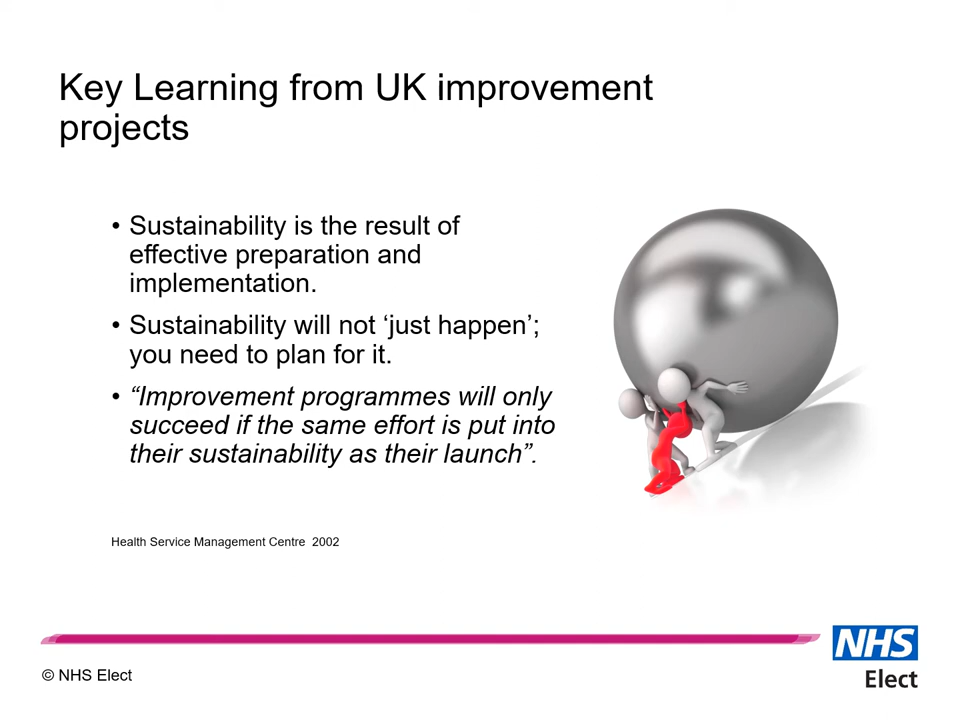 Key Learning from UK improvement
projects
• Sustainability is the result of
effective preparation and
implementation.
• Sustainability will not ‘just happen’;
you need to plan for it.
• “Improvement programmes will only
succeed if the same effort is put into
their sustainability as their launch”.
Health Service Management Centre  2002
© NHS Elect
NHS
Elect